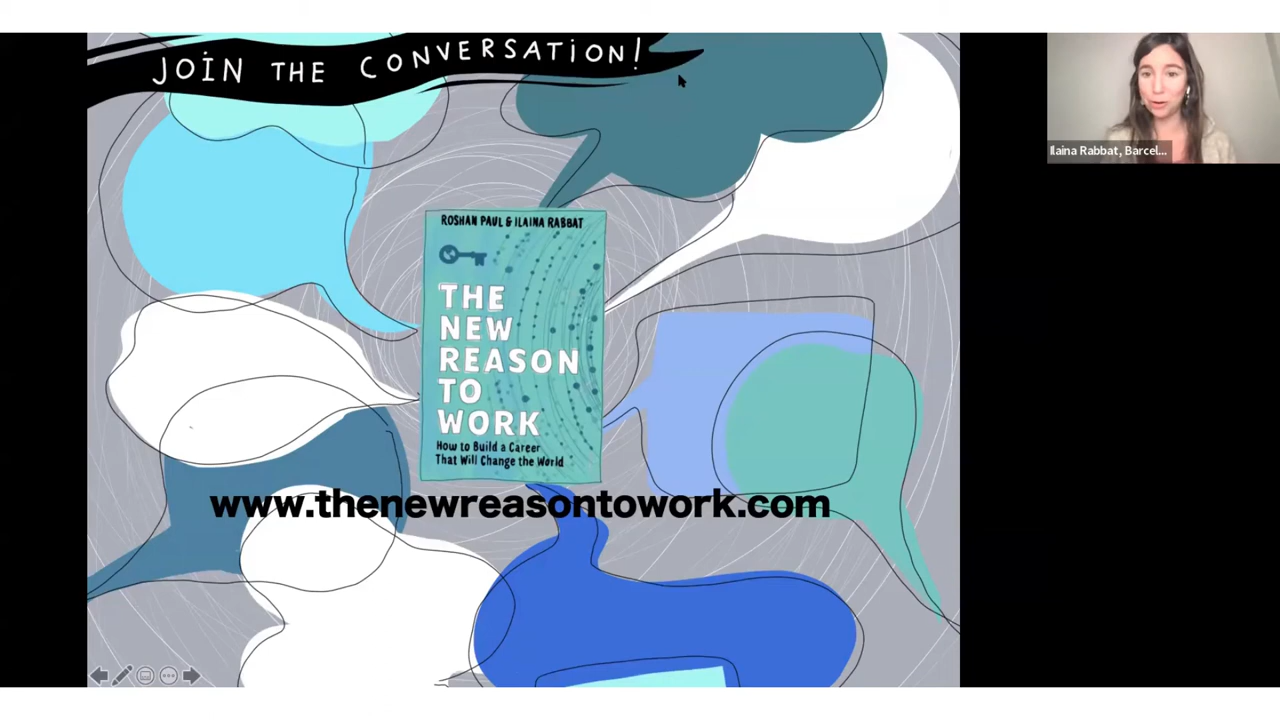 JOIN THE CONVERSATION!
Ilaina Rabbat, Barcel...
ROSHAN PAUL & ILAINA RABBAT
THE
NEW
REASON
TO
WORK
How to Build a Career
That Will Change the World
www.thenewreasontowork.com